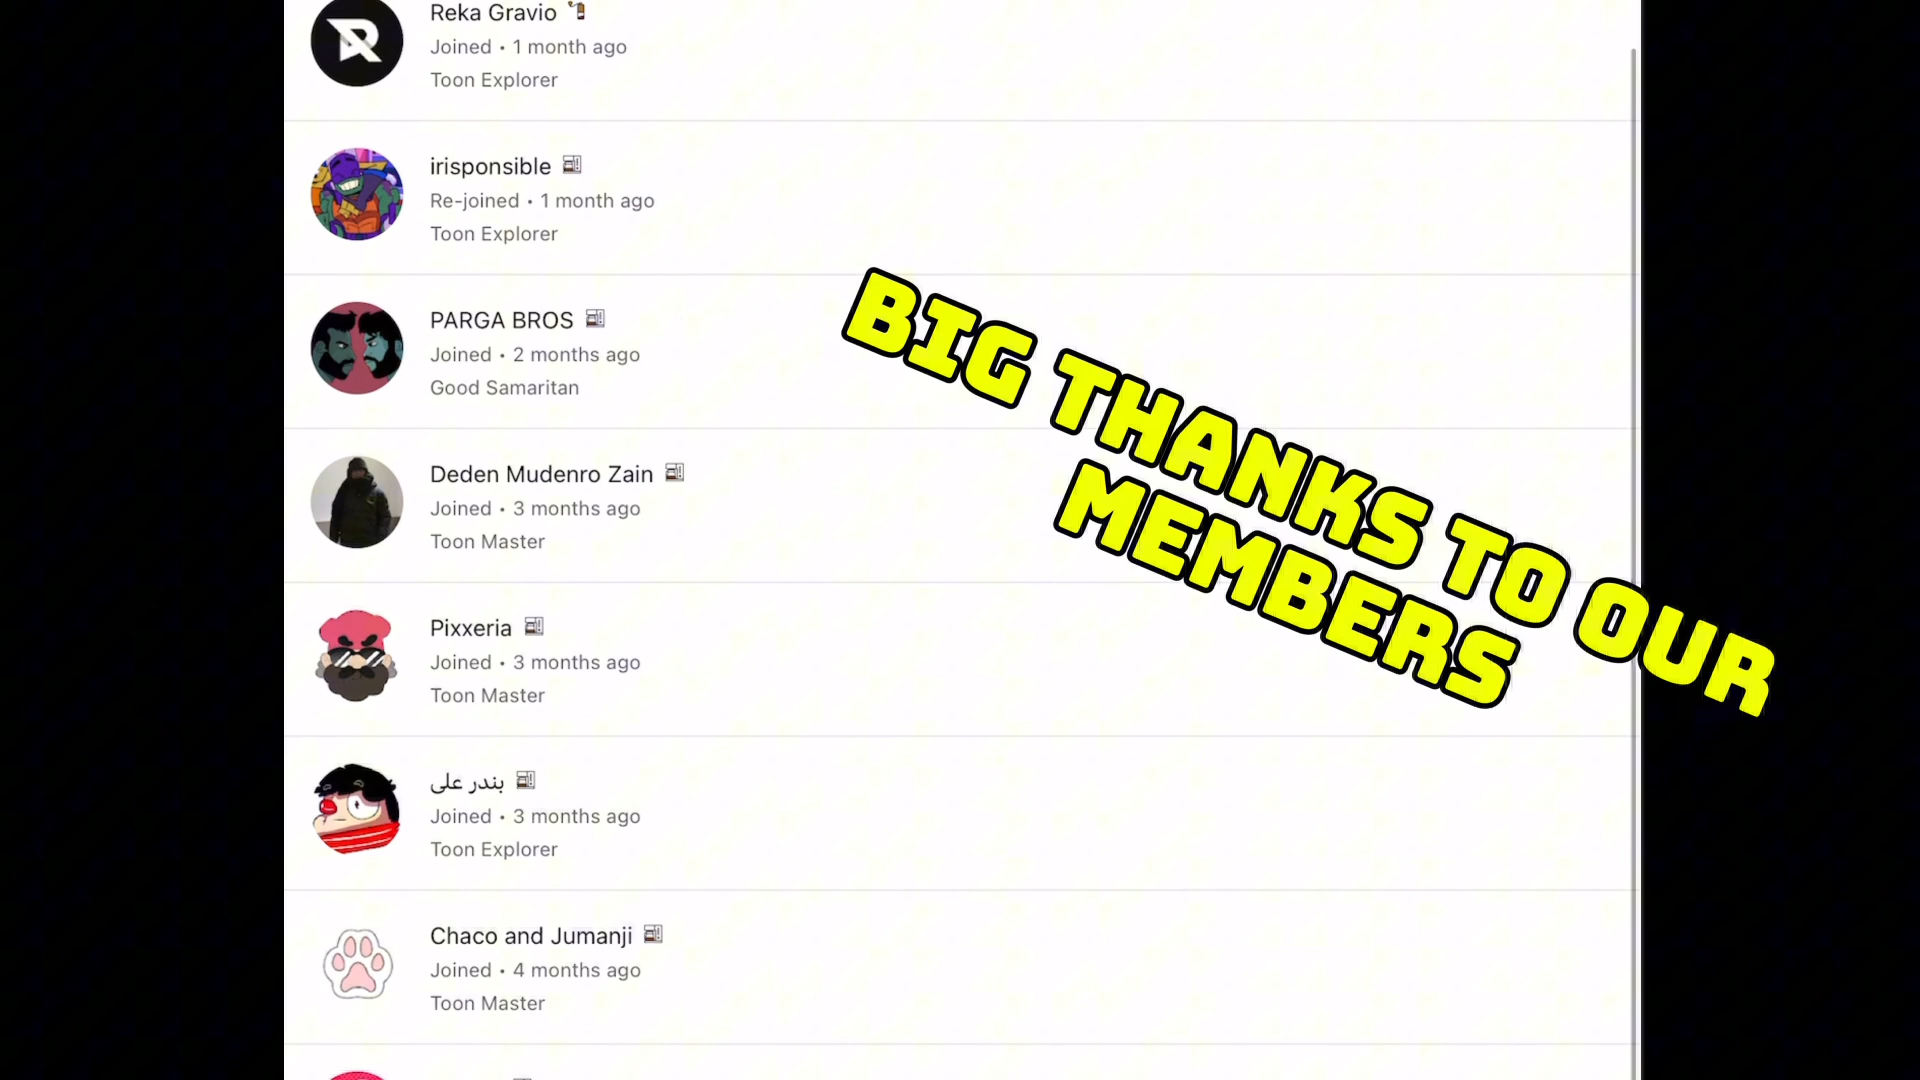 Reka Gravio
Joined • 1 month ago
Toon Explorer
irisponsible
Re-joined • 1 month ago
Toon Explorer
PARGA BROS
Joined • 2 months ago
Good Samaritan
Deden Mudenro Zain
Joined • 3 months ago
Toon Master
Pixxeria
Joined • 3 months ago
Toon Master
بندر علي
Joined • 3 months ago
Toon Explorer
Chaco and Jumanji
Joined • 4 months ago
Toon Master
BIG THANKS TO OUR
MEMBERS